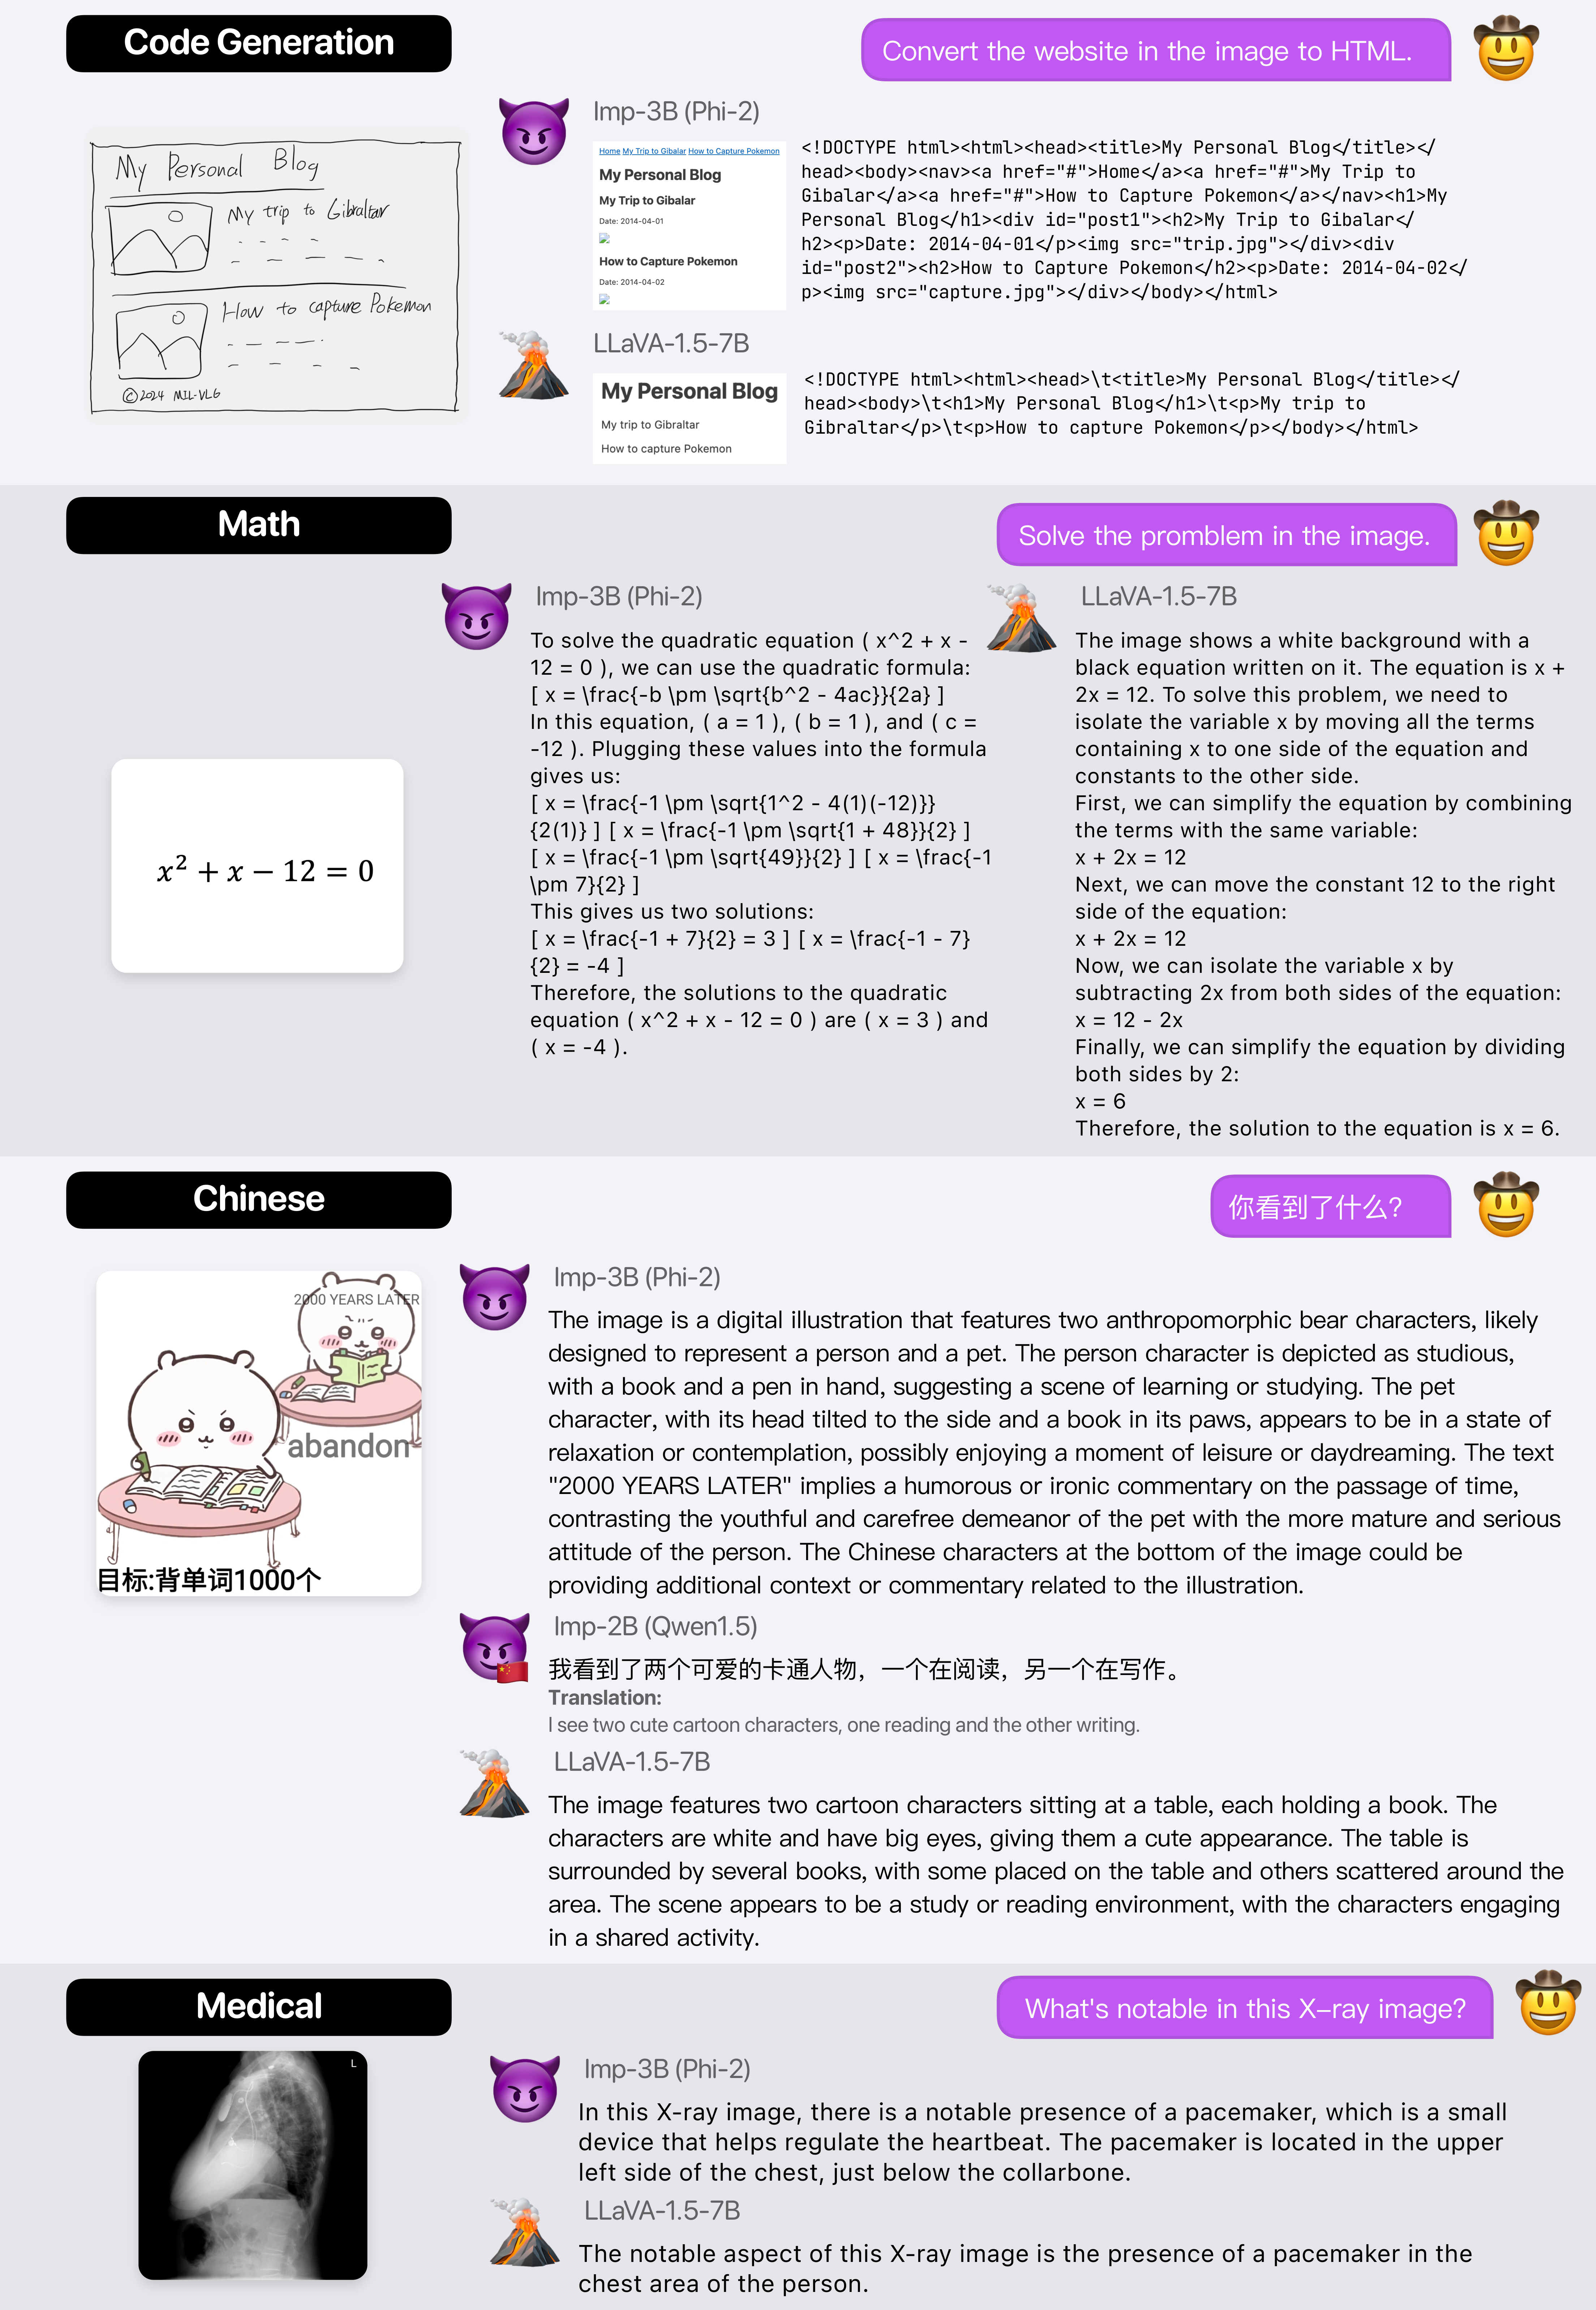 Code Generation
Convert the website in the image to HTML.
My Personal Blog
My trip to Gibraltar
How to capture Pokemon
©2024 MIL-VLG
Imp-3B (Phi-2)
Home My Trip to Gibalar How to Capture Pokemon
My Personal Blog
My Trip to Gibalar
Date: 2014-04-01
How to Capture Pokemon
Date: 2014-04-02
<!DOCTYPE html><html><head><title>My Personal Blog</title></
head><body><nav><a href="#">Home</a><a href="#">My Trip to
Gibalar</a><a href="#">How to Capture Pokemon</a></nav><h1>My
Personal Blog</h1><div id="post1"><h2>My Trip to Gibalar</
h2><p>Date: 2014-04-01</p><img src="trip.jpg"></div><div
id="post2"><h2>How to Capture Pokemon</h2><p>Date: 2014-04-02</
p><img src="capture.jpg"></div></body></html>
LLaVA-1.5-7B
My Personal Blog
My trip to Gibraltar
How to capture Pokemon
<!DOCTYPE html><html><head>\t<title>My Personal Blog</title></
head><body>\t<h1>My Personal Blog</h1>\t<p>My trip to
Gibraltar</p>\t<p>How to capture Pokemon</p></body></html>
Math
Solve the promblem in the image.
x² + x − 12 = 0
Imp-3B (Phi-2)
To solve the quadratic equation ( x^2 + x -
12 = 0 ), we can use the quadratic formula:
[ x = \frac{-b \pm \sqrt{b^2 - 4ac}}{2a} ]
In this equation, ( a = 1 ), ( b = 1 ), and ( c =
-12 ). Plugging these values into the formula
gives us:
[ x = \frac{-1 \pm \sqrt{1^2 - 4(1)(-12)}}
{2(1)} ] [ x = \frac{-1 \pm \sqrt{1 + 48}}{2} ]
[ x = \frac{-1 \pm \sqrt{49}}{2} ] [ x = \frac{-1
\pm 7}{2} ]
This gives us two solutions:
[ x = \frac{-1 + 7}{2} = 3 ] [ x = \frac{-1 - 7}
{2} = -4 ]
Therefore, the solutions to the quadratic
equation ( x^2 + x - 12 = 0 ) are ( x = 3 ) and
( x = -4 ).
LLaVA-1.5-7B
The image shows a white background with a
black equation written on it. The equation is x +
2x = 12. To solve this problem, we need to
isolate the variable x by moving all the terms
containing x to one side of the equation and
constants to the other side.
First, we can simplify the equation by combining
the terms with the same variable:
x + 2x = 12
Next, we can move the constant 12 to the right
side of the equation:
x + 2x = 12
Now, we can isolate the variable x by
subtracting 2x from both sides of the equation:
x = 12 - 2x
Finally, we can simplify the equation by dividing
both sides by 2:
x = 6
Therefore, the solution to the equation is x = 6.
Chinese
你看到了什么?
2000 YEARS LATER
abandon
目标:背单词1000个
Imp-3B (Phi-2)
The image is a digital illustration that features two anthropomorphic bear characters, likely
designed to represent a person and a pet. The person character is depicted as studious,
with a book and a pen in hand, suggesting a scene of learning or studying. The pet
character, with its head tilted to the side and a book in its paws, appears to be in a state of
relaxation or contemplation, possibly enjoying a moment of leisure or daydreaming. The text
"2000 YEARS LATER" implies a humorous or ironic commentary on the passage of time,
contrasting the youthful and carefree demeanor of the pet with the more mature and serious
attitude of the person. The Chinese characters at the bottom of the image could be
providing additional context or commentary related to the illustration.
Imp-2B (Qwen1.5)
我看到了两个可爱的卡通人物，一个在阅读，另一个在写作。
Translation:
I see two cute cartoon characters, one reading and the other writing.
LLaVA-1.5-7B
The image features two cartoon characters sitting at a table, each holding a book. The
characters are white and have big eyes, giving them a cute appearance. The table is
surrounded by several books, with some placed on the table and others scattered around the
area. The scene appears to be a study or reading environment, with the characters engaging
in a shared activity.
Medical
What's notable in this X-ray image?
L
Imp-3B (Phi-2)
In this X-ray image, there is a notable presence of a pacemaker, which is a small
device that helps regulate the heartbeat. The pacemaker is located in the upper
left side of the chest, just below the collarbone.
LLaVA-1.5-7B
The notable aspect of this X-ray image is the presence of a pacemaker in the
chest area of the person.